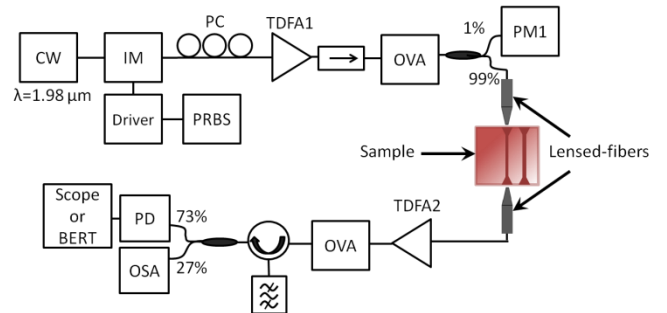 PC
TDFA1
1%
PM1
CW
IM
OVA
99%
λ=1.98 μm
Driver
PRBS
Sample
Lensed-fibers
Scope
or
BERT
PD
73%
TDFA2
OVA
OSA
27%